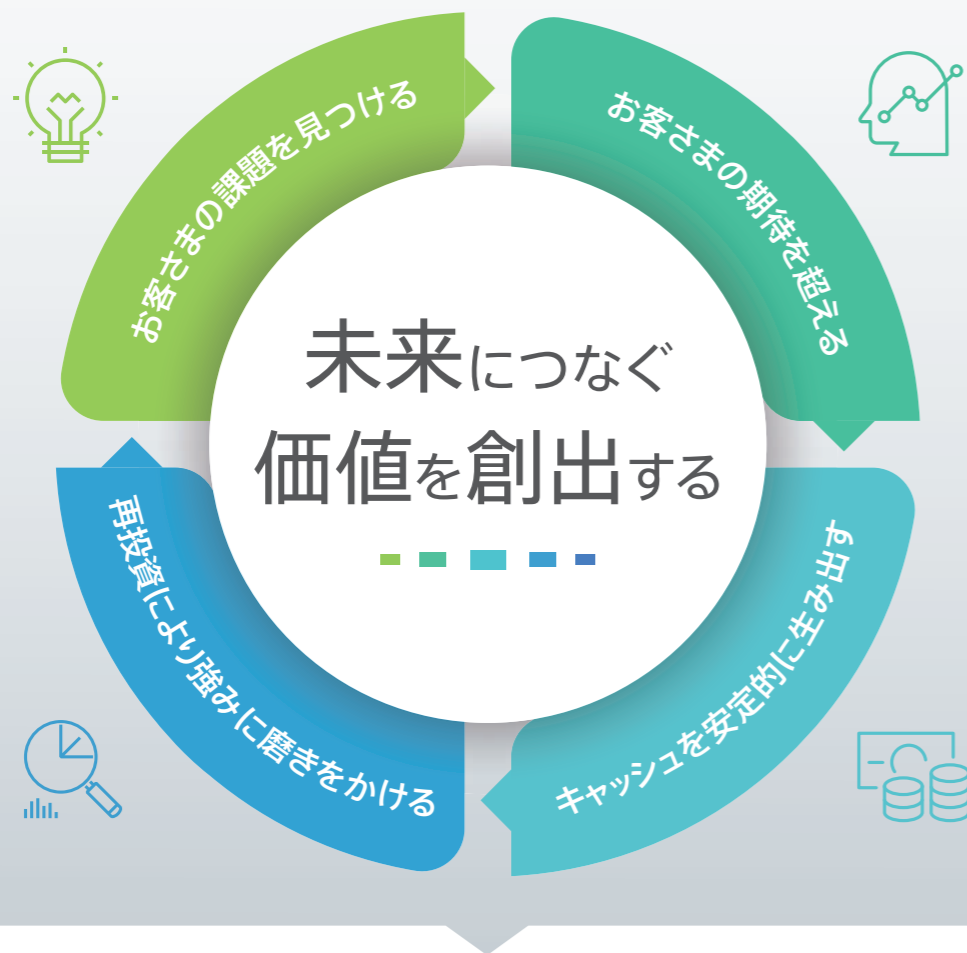 お客さまの課題を見つける
お客さまの期待を超える
未来につなぐ
価値を創出する
再投資により強みに磨きをかける
キャッシュを安定的に生み出す